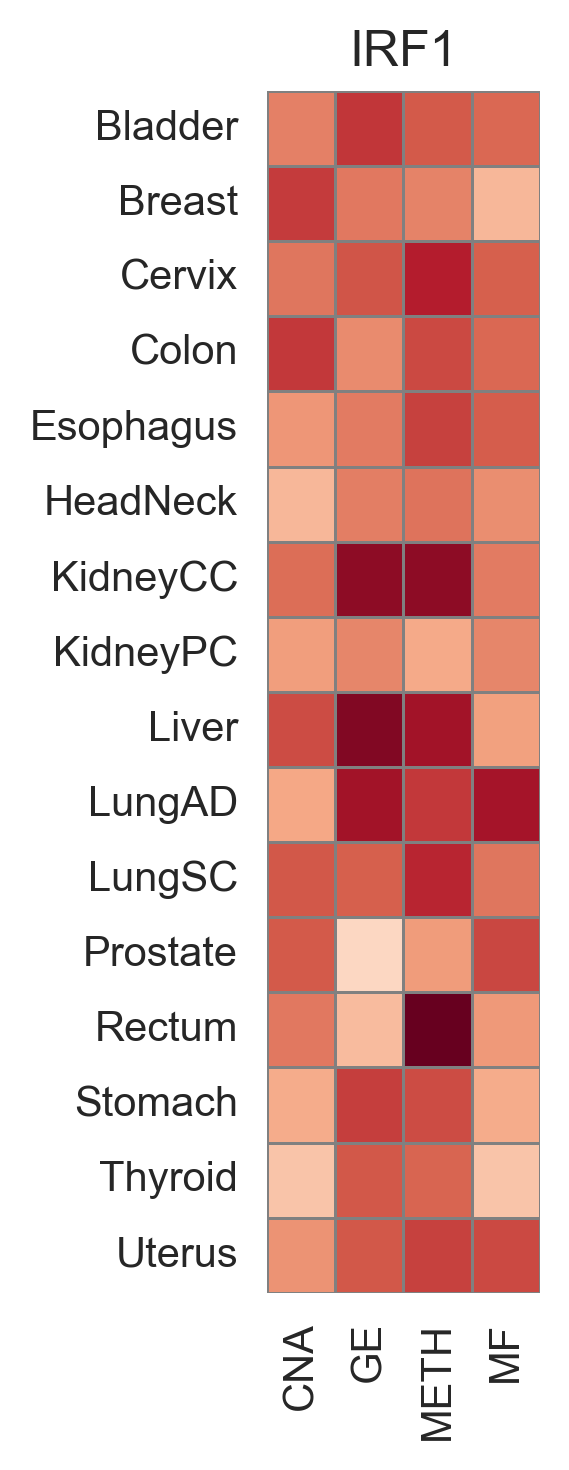 IRF1
Bladder
Breast
Cervix
Colon
Esophagus
HeadNeck
KidneyCC
KidneyPC
Liver
LungAD
LungSC
Prostate
Rectum
Stomach
Thyroid
Uterus
CNA
GE
METH
MF